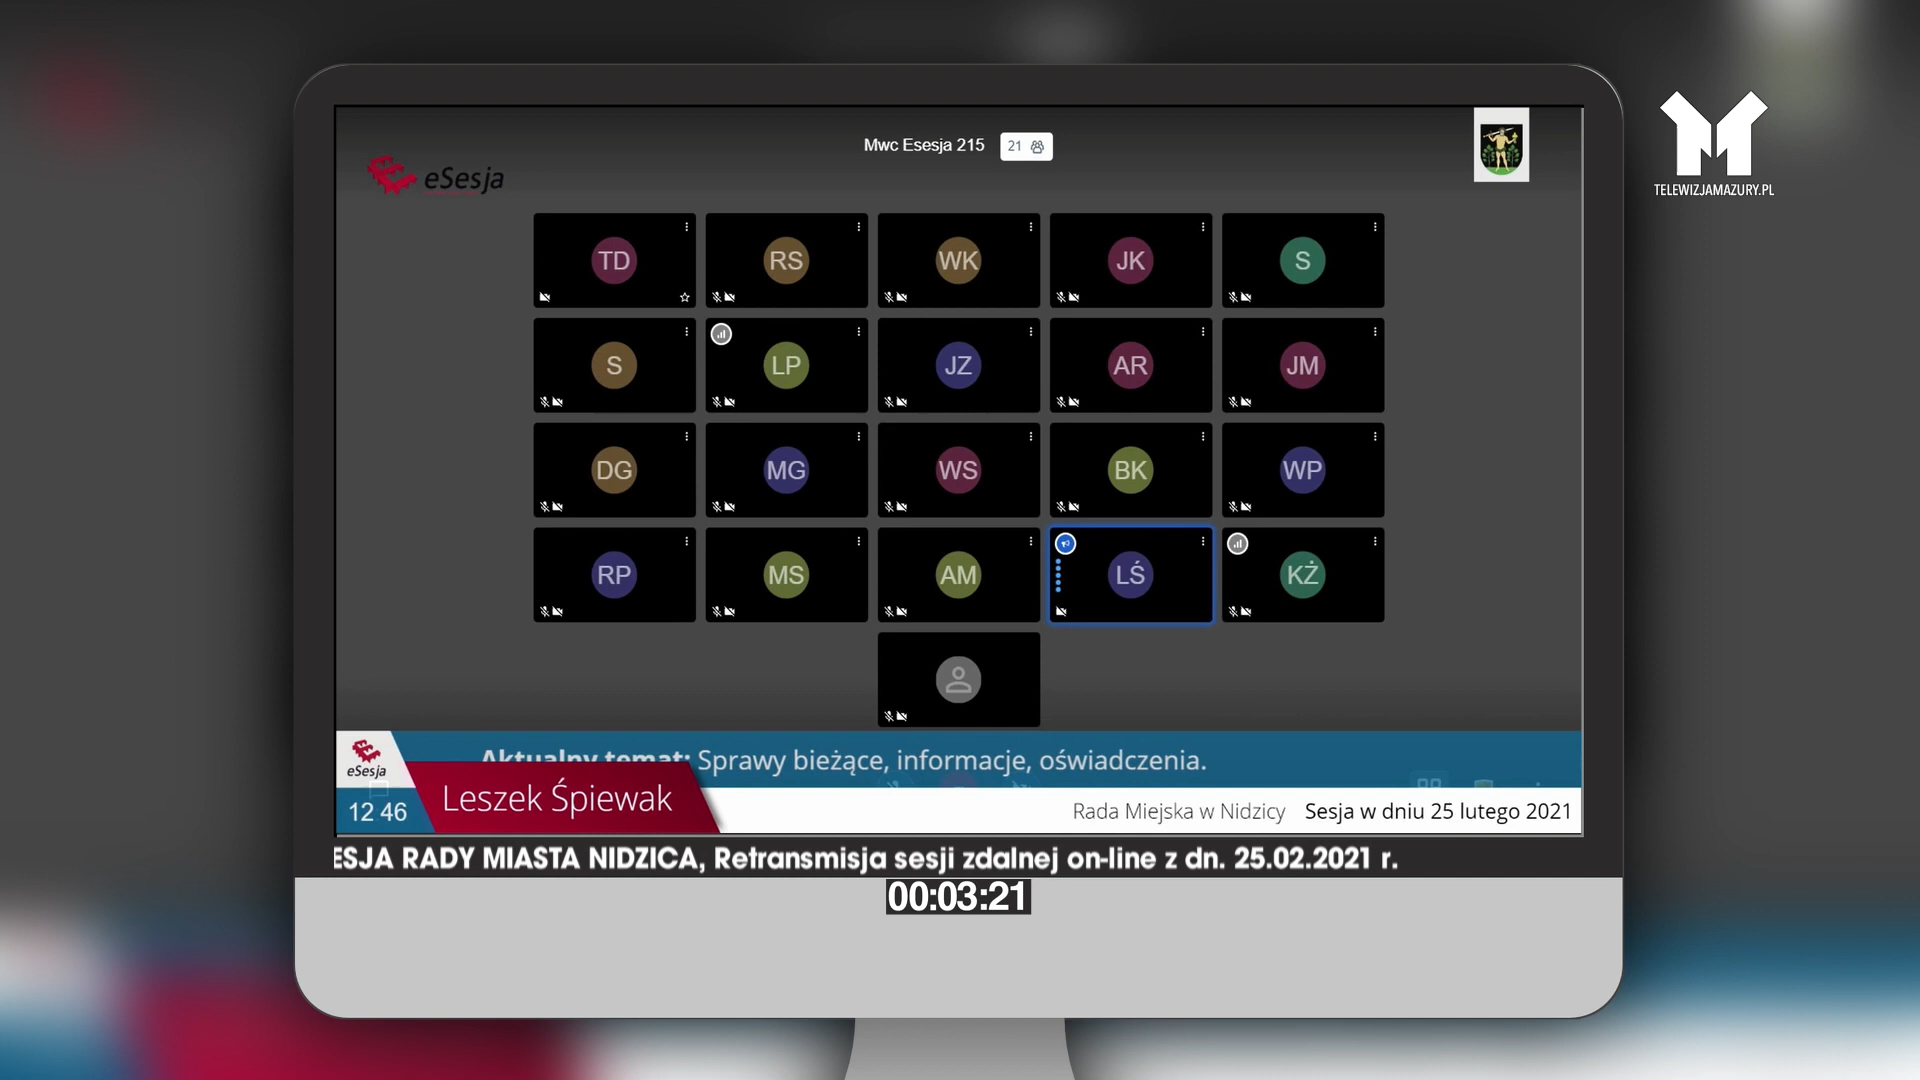 Mwc Esesja 215
21
eSesja
TELEWIZJAMAZURY.PL
TD
RS
WK
JK
S
S
LP
JZ
AR
JM
DG
MG
WS
BK
WP
RP
MS
AM
LŚ
KŻ
Aktualny temat: Sprawy bieżące, informacje, oświadczenia.
eSesja
12 46
Leszek Śpiewak
Rada Miejska w Nidzicy Sesja w dniu 25 lutego 2021
ESJA RADY MIASTA NIDZICA, Retransmisja sesji zdalnej on-line z dn. 25.02.2021 r.
00:03:21